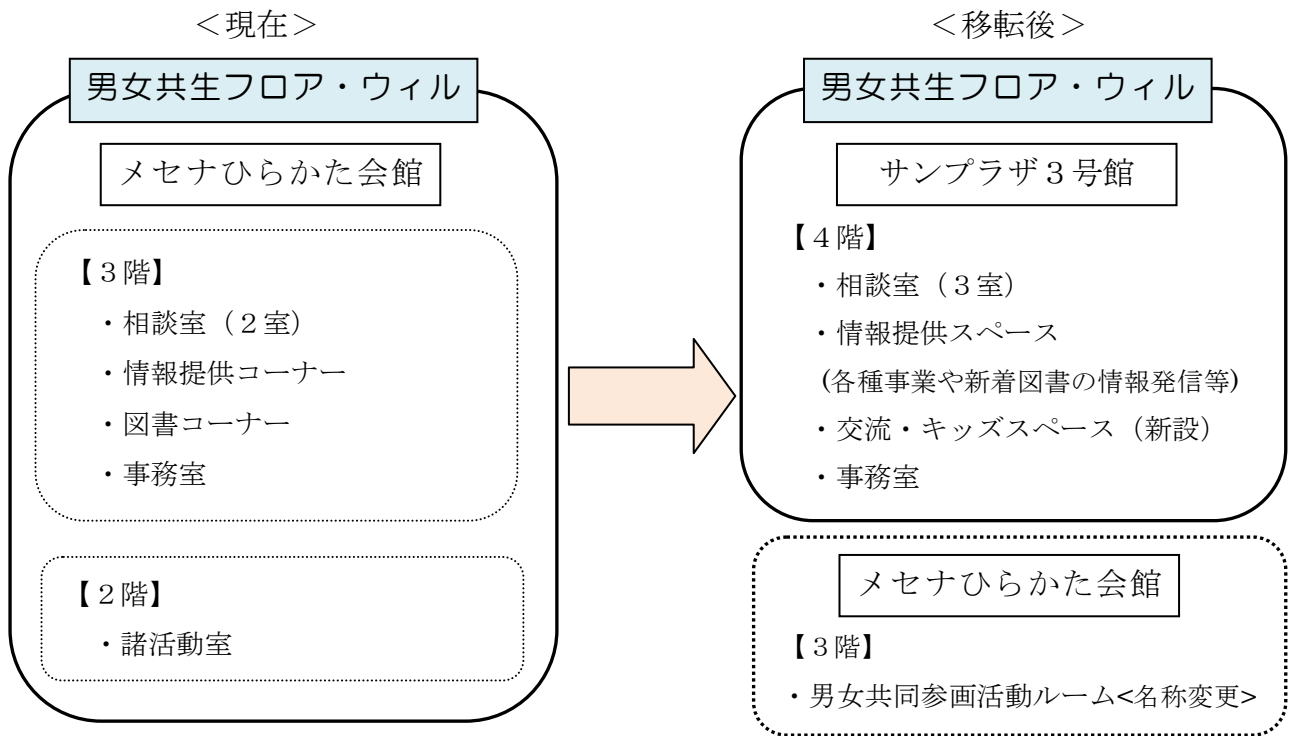 ＜現在＞
男女共生フロア・ウィル
メセナひらかた会館
【３階】
・相談室（２室）
・情報提供コーナー
・図書コーナー
・事務室
【２階】
・諸活動室
＜移転後＞
男女共生フロア・ウィル
サンプラザ３号館
【４階】
・相談室（３室）
・情報提供スペース
(各種事業や新着図書の情報発信等)
・交流・キッズスペース（新設）
・事務室
メセナひらかた会館
【３階】
・男女共同参画活動ルーム<名称変更>